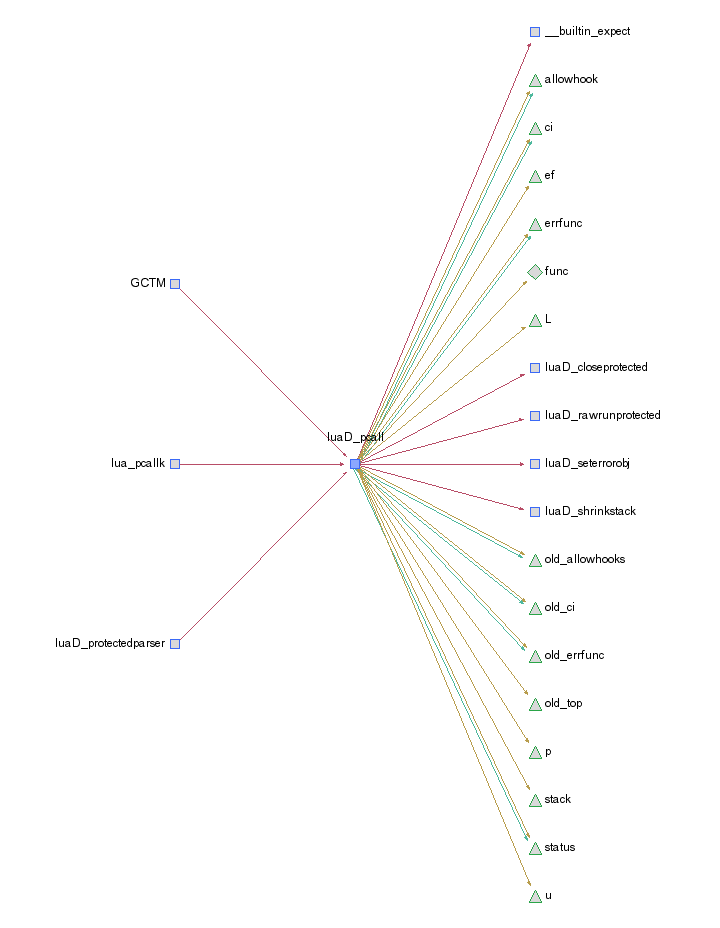 __builtin_expect
allowhook
ci
ef
errfunc
func
GCTM
L
luaD_closeprotected
luaD_rawrunprotected
luaD_pcall
lua_pcallk
luaD_seterrorobj
luaD_shrinkstack
old_allowhooks
old_ci
luaD_protectedparser
old_errfunc
old_top
p
stack
status
u